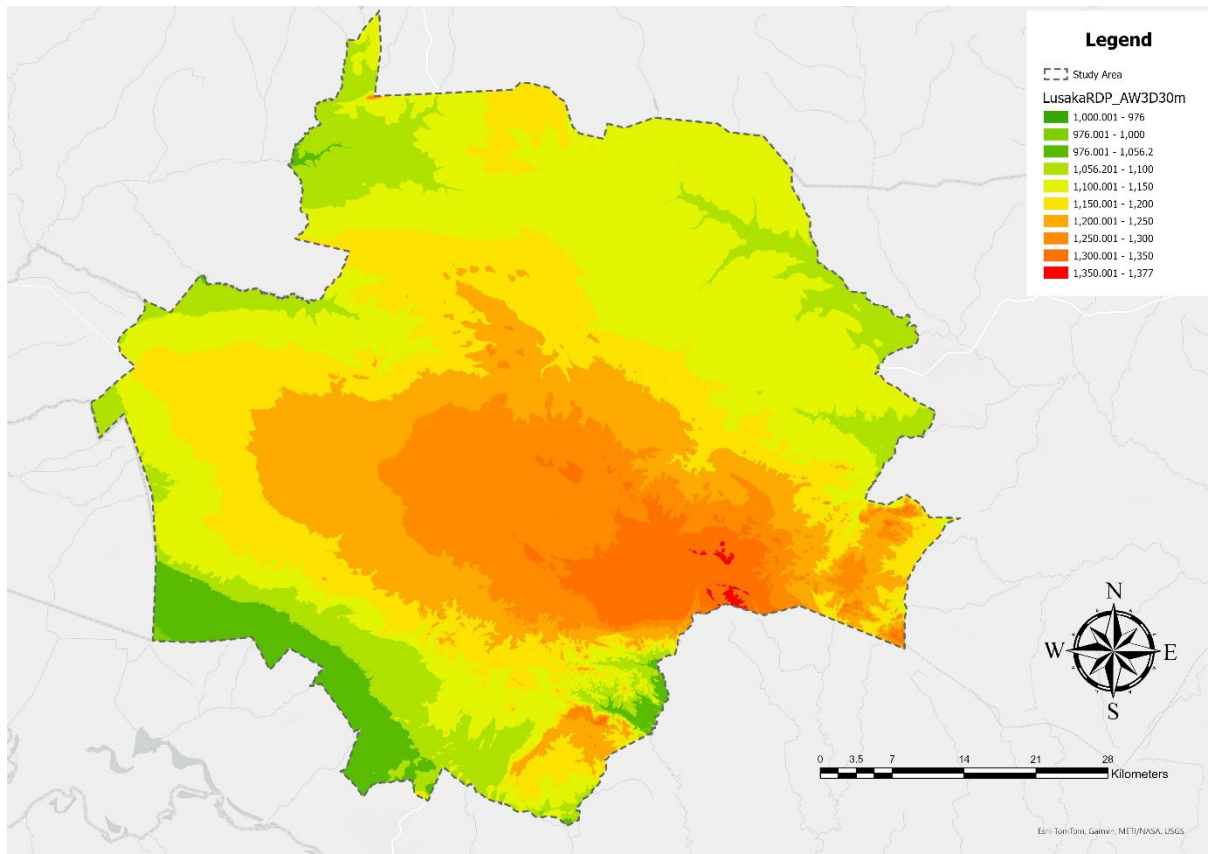 Legend
Study Area
LusakaRDP_AW3D30m
1,000.001 - 976
976.001 - 1,000
976.001 - 1,056.2
1,056.201 - 1,100
1,100.001 - 1,150
1,150.001 - 1,200
1,200.001 - 1,250
1,250.001 - 1,300
1,300.001 - 1,350
1,350.001 - 1,377
N
W E
S
0 3.5 7 14 21 28
Kilometers
Esri, TomTom, Garmin, METI/NASA, USGS